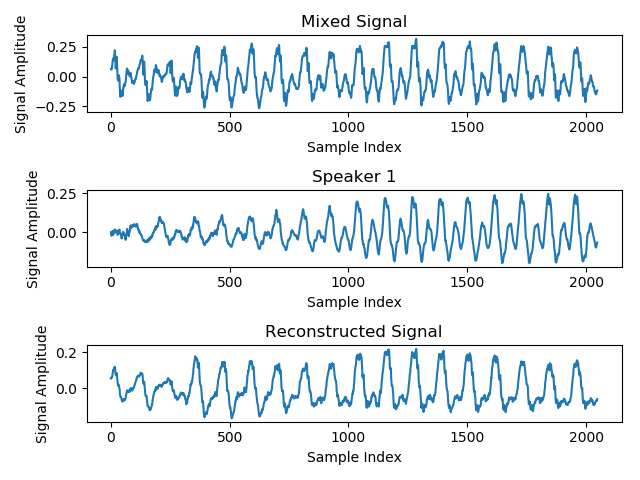 Mixed Signal
Signal Amplitude
0.25
0.00
−0.25
0 500 1000 1500 2000
Sample Index
Speaker 1
Signal Amplitude
0.25
0.00
0 500 1000 1500 2000
Sample Index
Reconstructed Signal
Signal Amplitude
0.2
0.0
0 500 1000 1500 2000
Sample Index